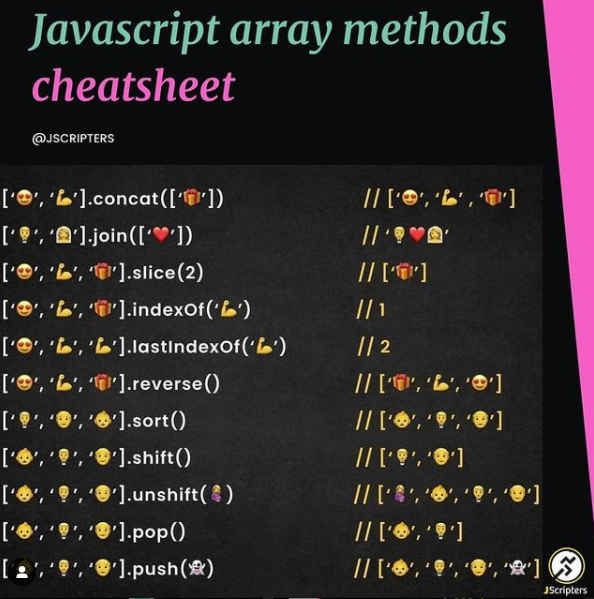 Javascript array methods
cheatsheet
@JSCRIPTERS
['😍', '💪'].concat(['🎁']) // ['😍', '💪' , '🎁']
['🤵‍♂️', '👰'].join(['❤️']) // '🤵‍♂️❤️👰'
['😍', '💪', '🎁'].slice(2) // ['🎁']
['😍', '💪', '🎁'].indexOf('💪') // 1
['😍', '💪', '💪'].lastIndexOf('💪') // 2
['😍', '💪', '🎁'].reverse() // ['🎁', '💪', '😍']
['👨', '👴', '👶'].sort() // ['👶', '👨', '👴']
['👶', '👨', '👴'].shift() // ['👨', '👴']
['👶', '👨', '👴'].unshift(🤱) // ['🤱', '👶', '👨', '👴']
['👶', '👨', '👴'].pop() // ['👶', '👨']
['👶', '👨', '👴'].push(👻) // ['👶', '👨', '👴', '👻']
JScripters